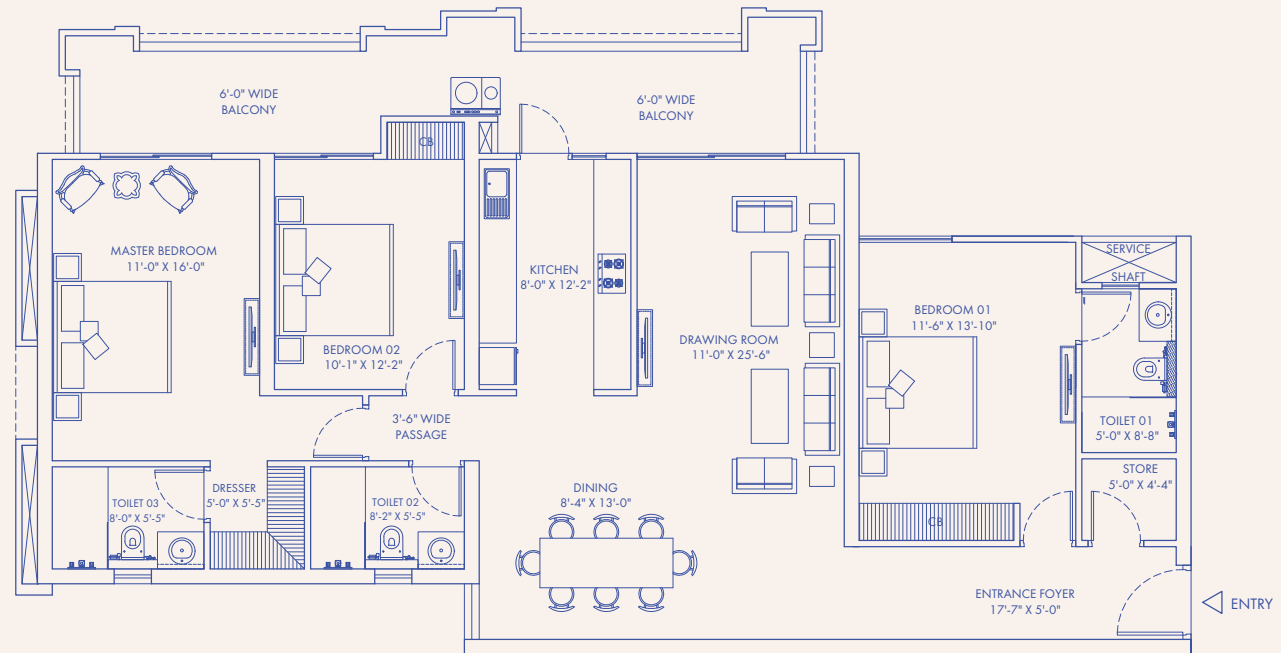 6'-0" WIDE
BALCONY
6'-0" WIDE
BALCONY
CB
MASTER BEDROOM
11'-0" X 16'-0"
BEDROOM 02
10'-1" X 12'-2"
KITCHEN
8'-0" X 12'-2"
DRAWING ROOM
11'-0" X 25'-6"
SERVICE
SHAFT
BEDROOM 01
11'-6" X 13'-10"
TOILET 01
5'-0" X 8'-8"
3'-6" WIDE
PASSAGE
STORE
5'-0" X 4'-4"
TOILET 03
8'-0" X 5'-5"
DRESSER
5'-0" X 5'-5"
TOILET 02
8'-2" X 5'-5"
DINING
8'-4" X 13'-0"
CB
ENTRANCE FOYER
17'-7" X 5'-0"
ENTRY